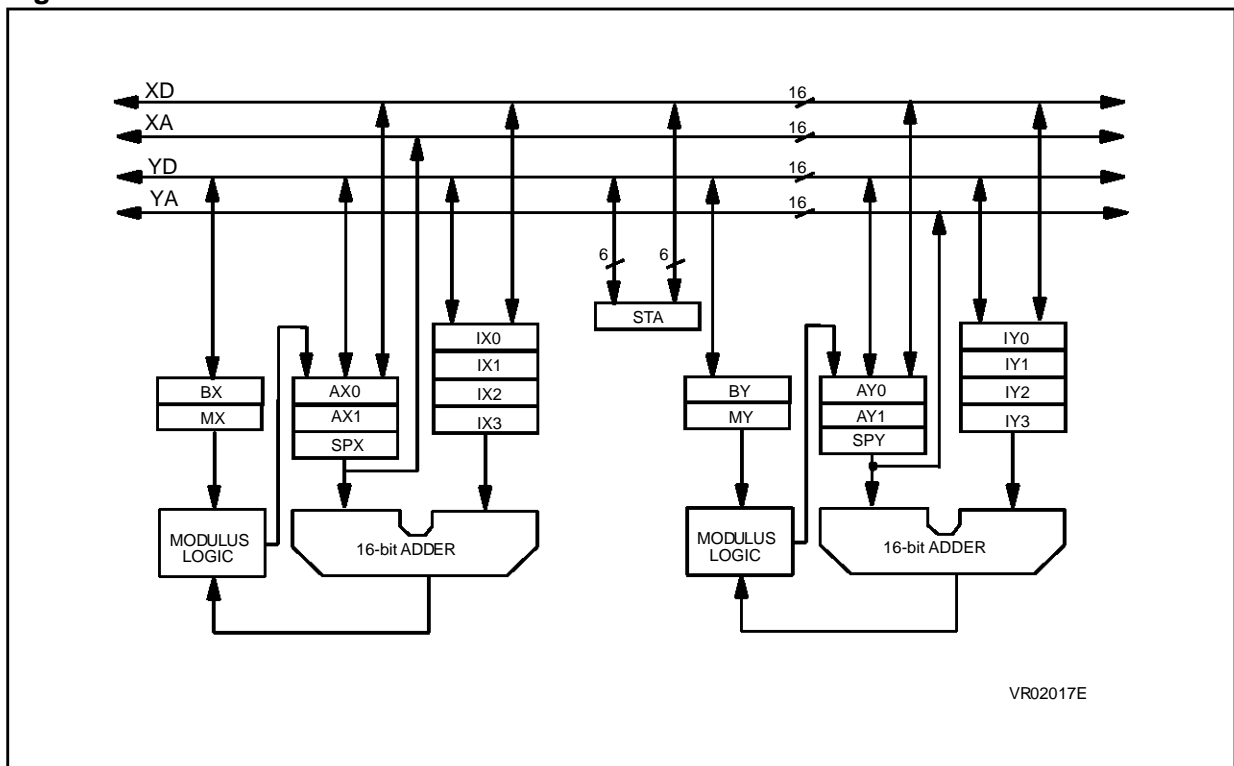 XD 16
XA 16
YD 16
YA 16
6 6
STA
IX0 IY0
IX1 IY1
BX AX0 IX2 BY AY0 IY2
MX AX1 IX3 MY AY1 IY3
SPX SPY
MODULUS LOGIC 16-bit ADDER MODULUS LOGIC 16-bit ADDER
VR02017E